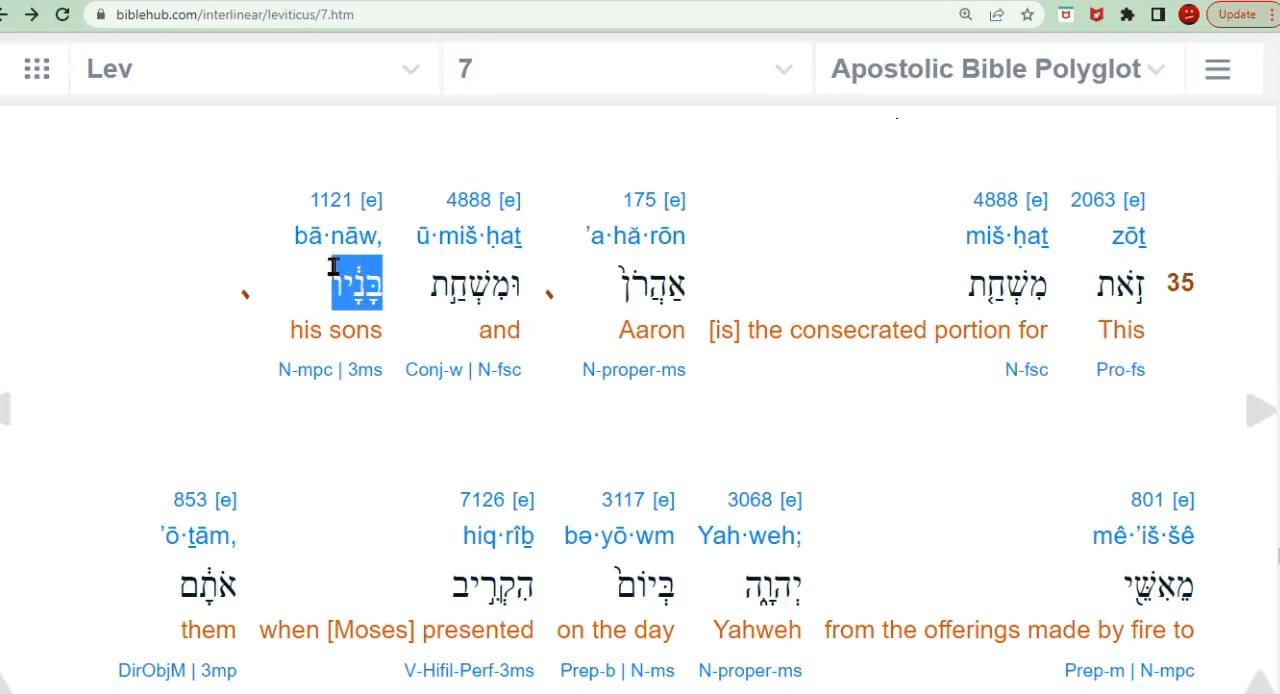 biblehub.com/interlinear/leviticus/7.htm Update
Lev 7 Apostolic Bible Polyglot
1121 [e] 4888 [e] 175 [e] 4888 [e] 2063 [e]
bā·nāw, ū·miš·ḥaṯ ’a·hă·rōn miš·ḥaṯ zōṯ
35 זֹ֣את מִשְׁחַ֤ת אַהֲרֹן֙ וּמִשְׁחַ֣ת בָּנָ֔יו
his sons and Aaron [is] the consecrated portion for This
N-mpc | 3ms Conj-w | N-fsc N-proper-ms N-fsc Pro-fs
853 [e] 7126 [e] 3117 [e] 3068 [e] 801 [e]
’ō·ṯām, hiq·rîḇ bə·yō·wm Yah·weh; mê·’iš·šê
מֵאִשֵּׁ֖י יְהוָ֑ה בְּיוֹם֙ הִקְרִ֣יב אֹתָ֔ם
them when [Moses] presented on the day Yahweh from the offerings made by fire to
DirObjM | 3mp V-Hifil-Perf-3ms Prep-b | N-ms N-proper-ms Prep-m | N-mpc